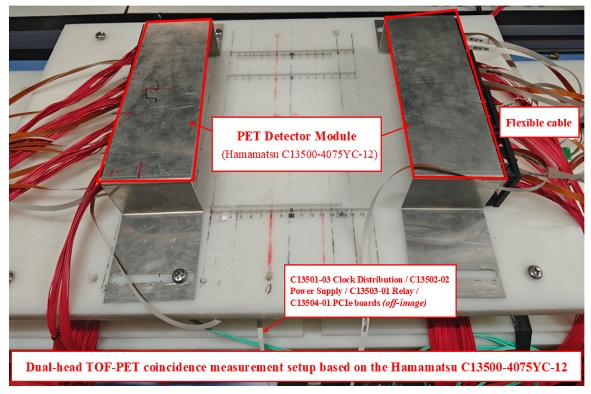 PET Detector Module
(Hamamatsu C13500-4075YC-12)
Flexible cable
C13501-03 Clock Distribution / C13502-02
Power Supply / C13503-01 Relay /
C13504-01 PCIe boards (off-image)
Dual-head TOF-PET coincidence measurement setup based on the Hamamatsu C13500-4075YC-12